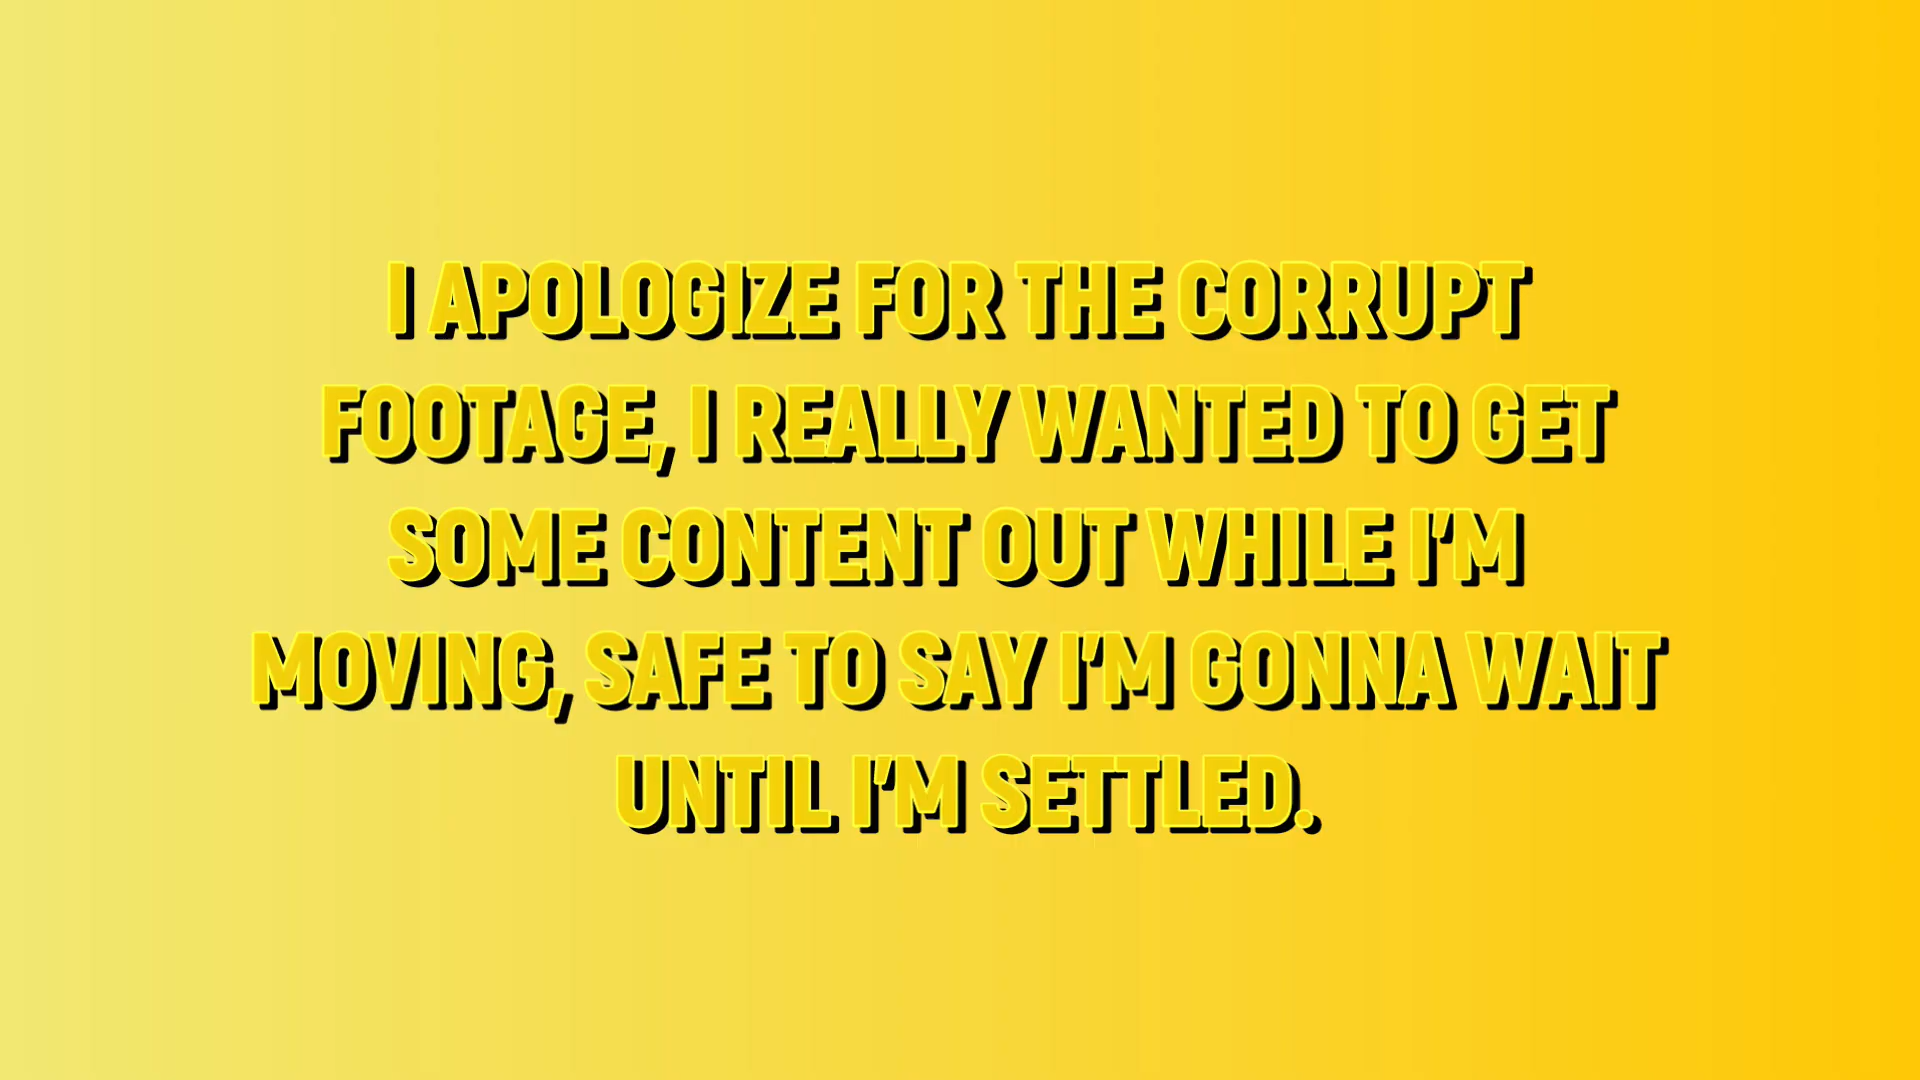 I APOLOGIZE FOR THE CORRUPT
FOOTAGE, I REALLY WANTED TO GET
SOME CONTENT OUT WHILE I'M
MOVING, SAFE TO SAY I'M GONNA WAIT
UNTIL I'M SETTLED.